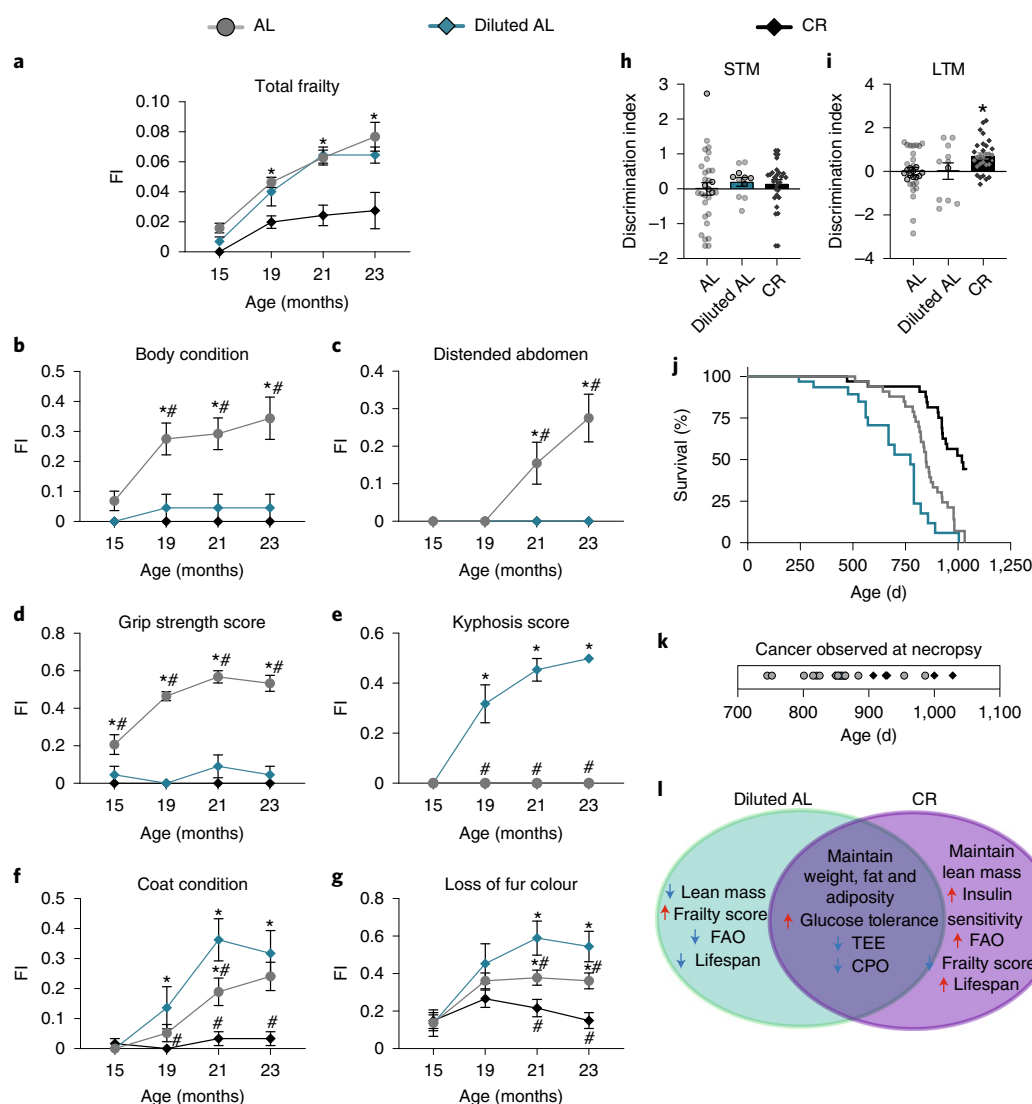 AL
Diluted AL
CR
a
Total frailty
FI
0.10
0.08
0.06
0.04
0.02
0
*
*
*
15
19
21
23
Age (months)
h
STM
Discrimination index
3
2
1
0
–1
–2
AL
Diluted AL
CR
i
LTM
Discrimination index
4
2
0
–2
–4
*
AL
Diluted AL
CR
b
Body condition
FI
0.5
0.4
0.3
0.2
0.1
0
*#
*#
*#
15
19
21
23
Age (months)
c
Distended abdomen
FI
0.4
0.3
0.2
0.1
0
*#
*#
15
19
21
23
Age (months)
j
Survival (%)
100
75
50
25
0
0
250
500
750
1,000
1,250
Age (d)
d
Grip strength score
FI
0.8
0.6
0.4
0.2
0
*#
*#
*#
*#
15
19
21
23
Age (months)
e
Kyphosis score
FI
0.6
0.4
0.2
0
*
*
*
#
#
#
15
19
21
23
Age (months)
k
Cancer observed at necropsy
700
800
900
1,000
1,100
Age (d)
f
Coat condition
FI
0.5
0.4
0.3
0.2
0.1
0
*
*
*
*#
#
#
#
15
19
21
23
Age (months)
g
Loss of fur colour
FI
0.8
0.6
0.4
0.2
0
*
*
*#
*#
#
#
15
19
21
23
Age (months)
l
Diluted AL
CR
↓ Lean mass
↑ Frailty score
↓ FAO
↓ Lifespan
Maintain
weight, fat and
adiposity
↑ Glucose tolerance
↓ TEE
↓ CPO
Maintain
lean mass
↑ Insulin
sensitivity
↑ FAO
↓ Frailty score
↑ Lifespan